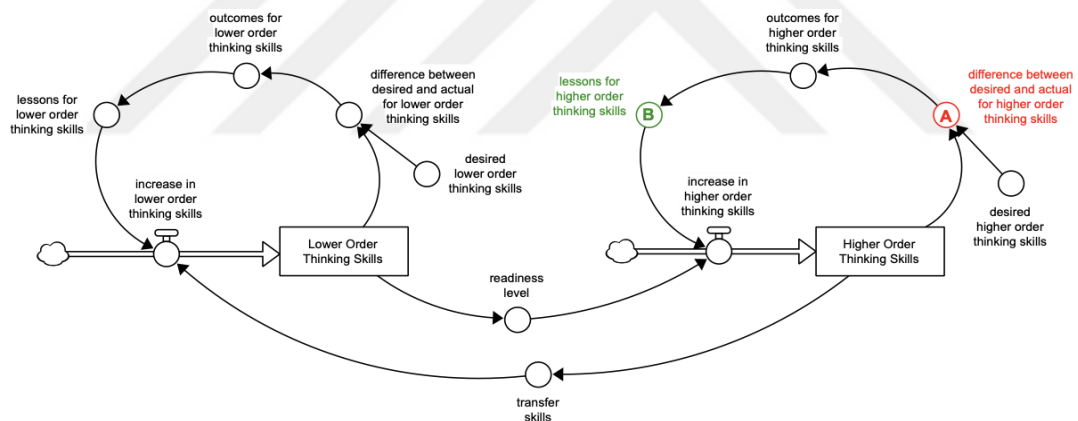 outcomes for
lower order
thinking skills
difference between
desired and actual
for lower order
thinking skills
lessons for
lower order
thinking skills
desired
lower order
thinking skills
increase in
lower order
thinking skills
Lower Order
Thinking Skills
readiness
level
transfer
skills
outcomes for
higher order
thinking skills
lessons for
higher order
thinking skills
B
difference between
desired and actual
for higher order
thinking skills
A
desired
higher order
thinking skills
increase in
higher order
thinking skills
Higher Order
Thinking Skills